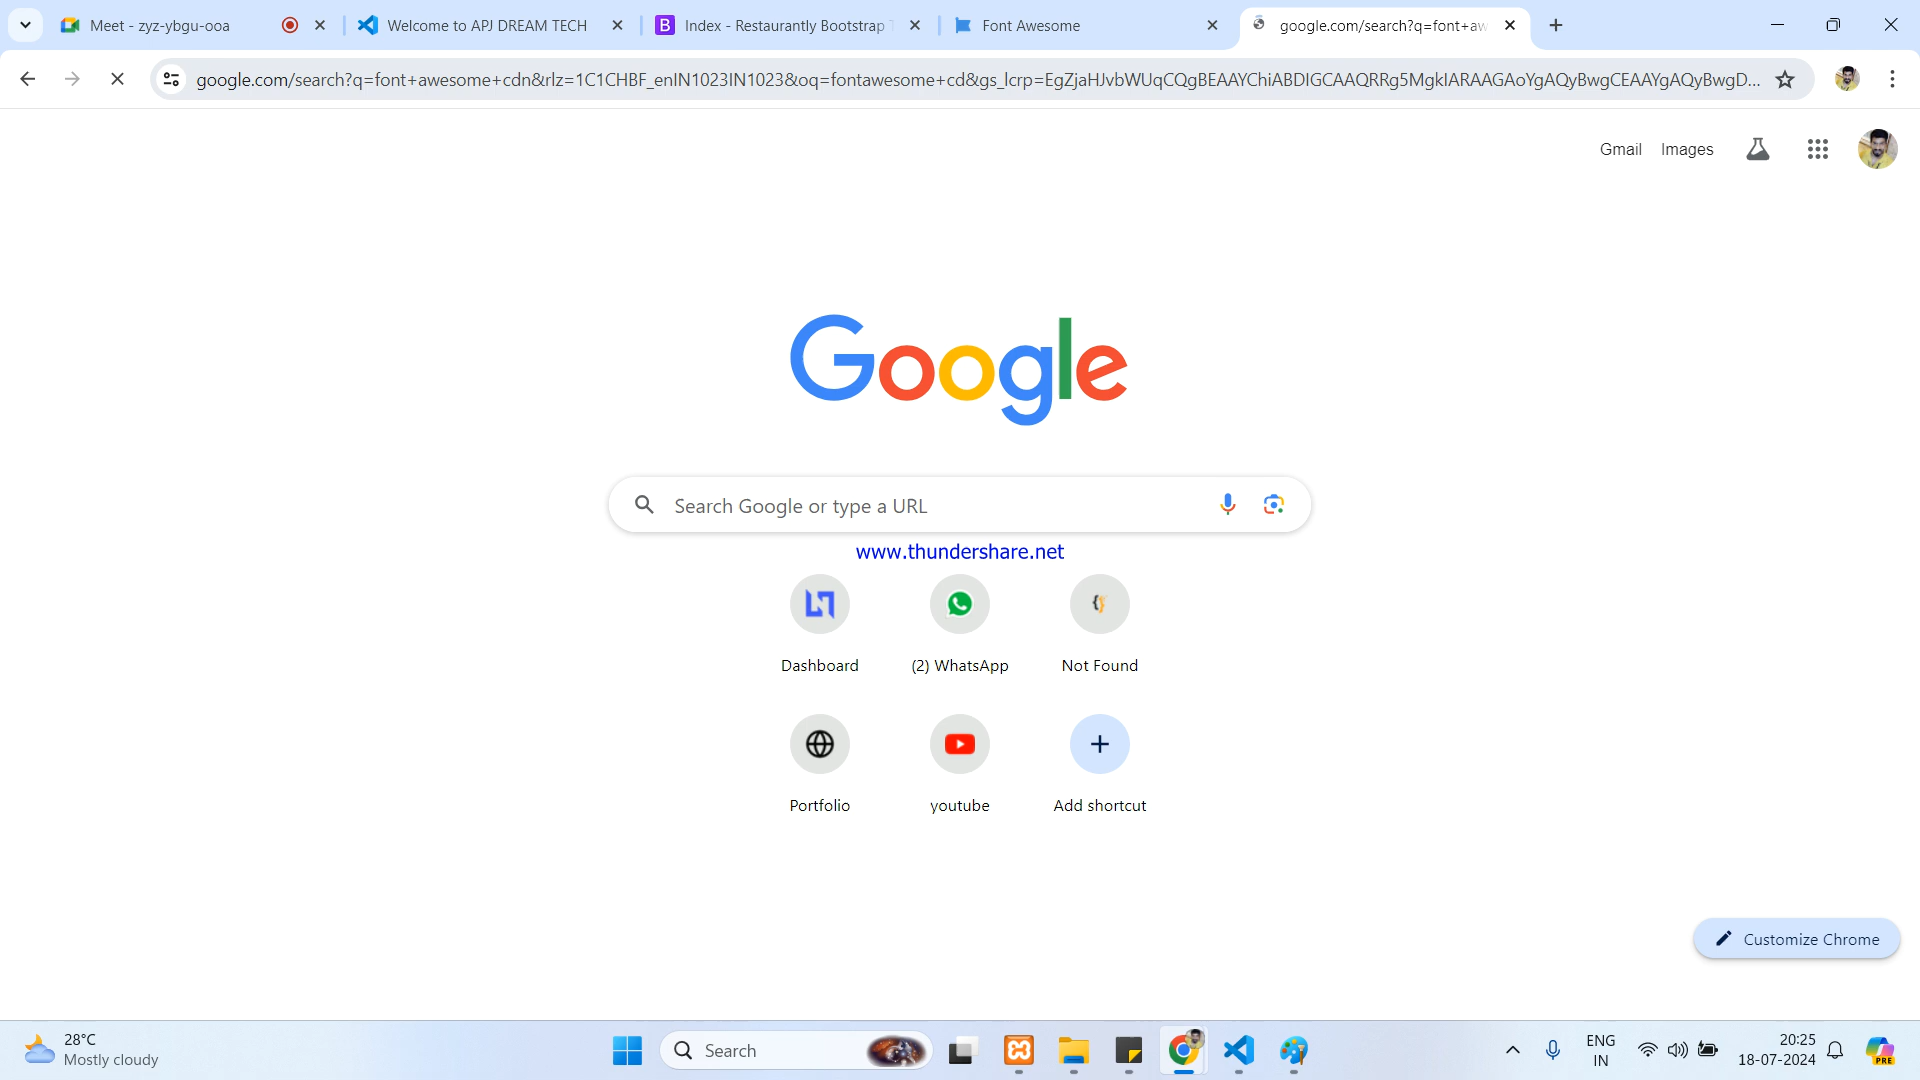 Meet - zyz-ybgu-ooa
Welcome to APJ DREAM TECH
Index - Restaurantly Bootstrap T
Font Awesome
google.com/search?q=font+aw
google.com/search?q=font+awesome+cdn&rlz=1C1CHBF_enIN1023IN1023&oq=fontawesome+cd&gs_lcrp=EgZjaHJvbWUqCQgBEAAYChiABDIGCAAQRRg5MgkIARAAGAoYgAQyBwgCEAAYgAQyBwgD...
Gmail Images
Google
Search Google or type a URL
www.thundershare.net
Dashboard
(2) WhatsApp
Not Found
Portfolio
youtube
Add shortcut
Customize Chrome
28°C
Mostly cloudy
Search
ENG
IN
20:25
18-07-2024
PRE